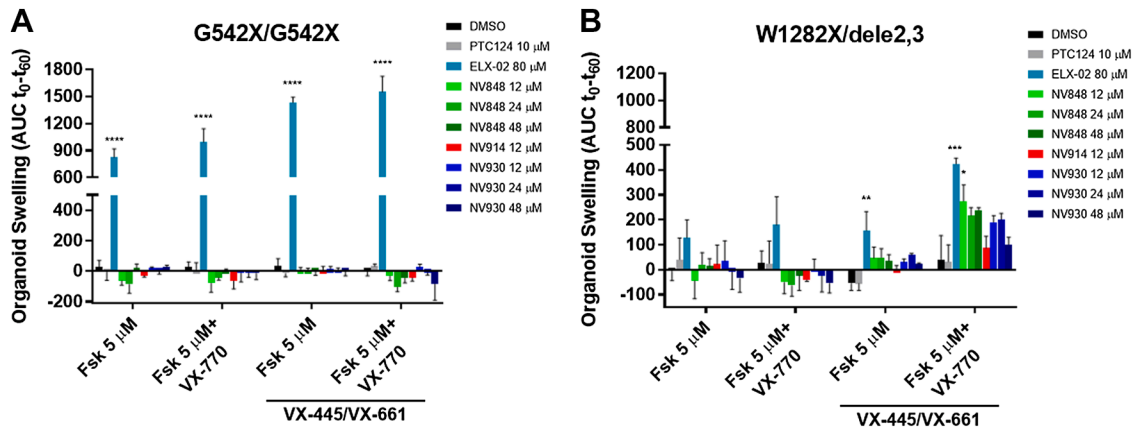 A
G542X/G542X
Organoid Swelling (AUC t0-t60)
1800
1500
1200
900
600
400
200
0
-200
****
****
****
****
Fsk 5 μM
Fsk 5 μM+
VX-770
Fsk 5 μM
Fsk 5 μM+
VX-770
VX-445/VX-661
DMSO
PTC124 10 μM
ELX-02 80 μM
NV848 12 μM
NV848 24 μM
NV848 48 μM
NV914 12 μM
NV930 12 μM
NV930 24 μM
NV930 48 μM
B
W1282X/dele2,3
Organoid Swelling (AUC t0-t60)
1200
1000
800
500
400
300
200
100
0
-100
**
***
*
Fsk 5 μM
Fsk 5 μM+
VX-770
Fsk 5 μM
Fsk 5 μM+
VX-770
VX-445/VX-661
DMSO
PTC124 10 μM
ELX-02 80 μM
NV848 12 μM
NV848 24 μM
NV848 48 μM
NV914 12 μM
NV930 12 μM
NV930 24 μM
NV930 48 μM